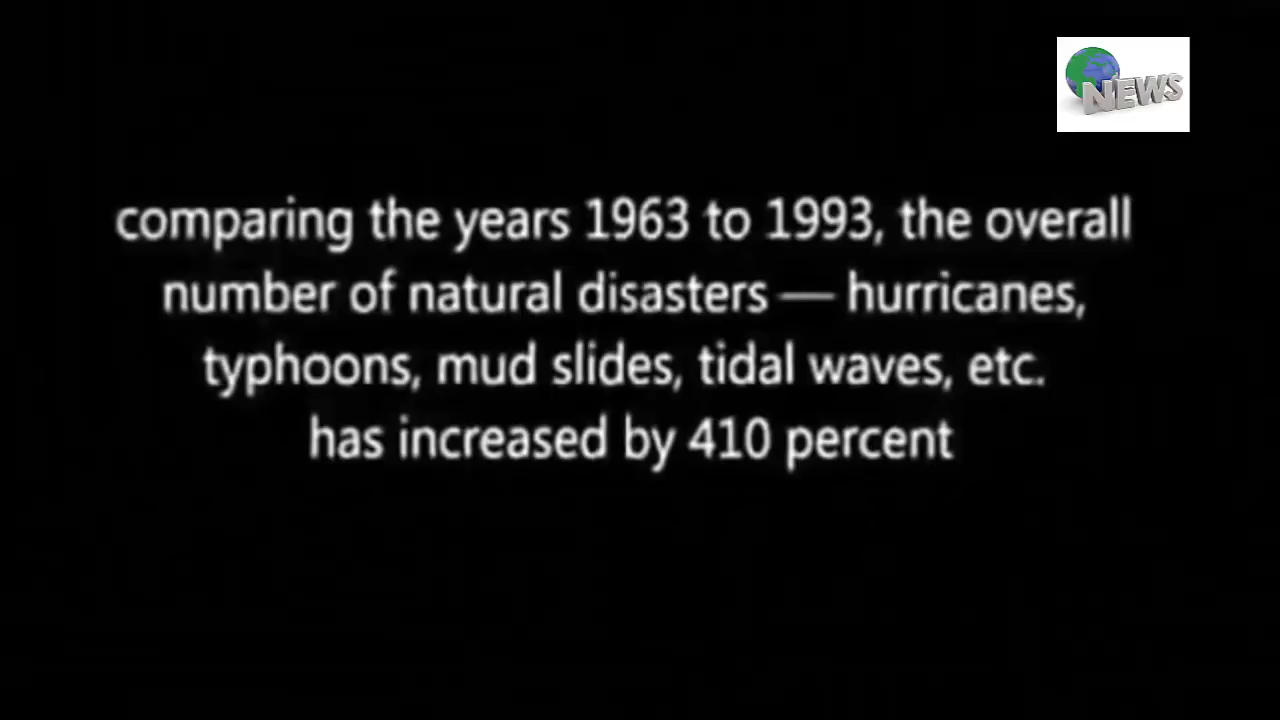 NEWS
comparing the years 1963 to 1993, the overall
number of natural disasters — hurricanes,
typhoons, mud slides, tidal waves, etc.
has increased by 410 percent